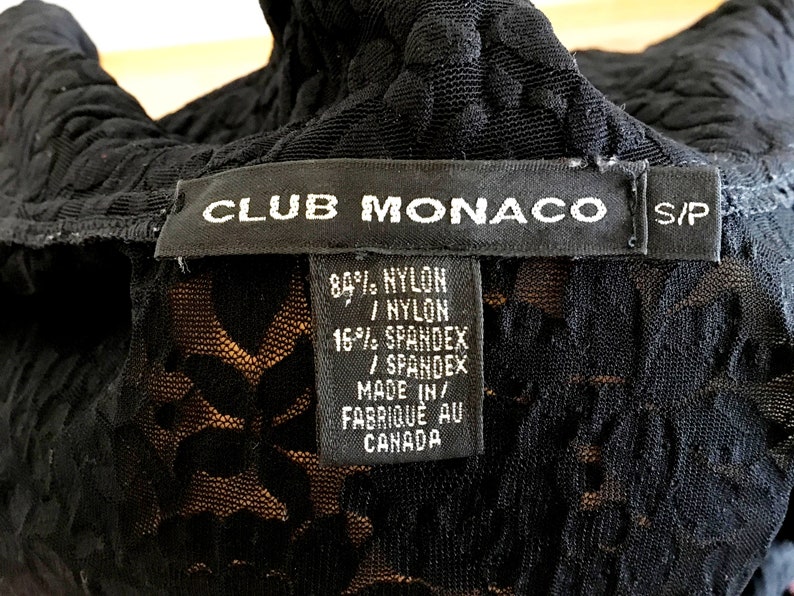 CLUB MONACO
S/P
84% NYLON
/ NYLON
16% SPANDEX
/ SPANDEX
MADE IN/
FABRIQUÉ AU
CANADA